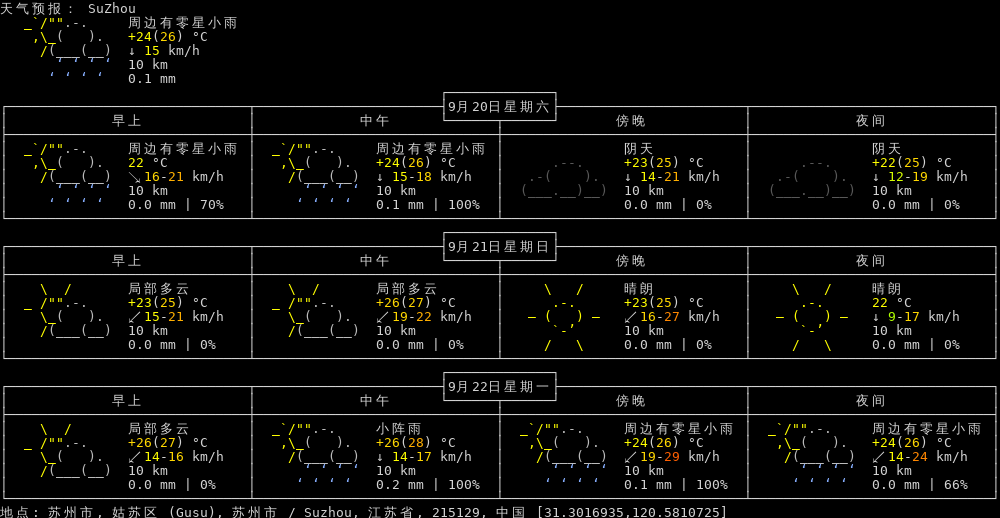 天气预报: SuZhou
周边有零星小雨
+24(26) °C
↓ 15 km/h
10 km
0.1 mm
9月20日星期六
早上 中午 傍晚 夜间
周边有零星小雨 周边有零星小雨 阴天 阴天
22 °C +24(26) °C +23(25) °C +22(25) °C
↘16-21 km/h ↓ 15-18 km/h ↓ 14-21 km/h ↓ 12-19 km/h
10 km 10 km 10 km 10 km
0.0 mm | 70% 0.1 mm | 100% 0.0 mm | 0% 0.0 mm | 0%
9月21日星期日
早上 中午 傍晚 夜间
局部多云 局部多云 晴朗 晴朗
+23(25) °C +26(27) °C +23(25) °C 22 °C
↙15-21 km/h ↙19-22 km/h ↙16-27 km/h ↓ 9-17 km/h
10 km 10 km 10 km 10 km
0.0 mm | 0% 0.0 mm | 0% 0.0 mm | 0% 0.0 mm | 0%
9月22日星期一
早上 中午 傍晚 夜间
局部多云 小阵雨 周边有零星小雨 周边有零星小雨
+26(27) °C +26(28) °C +24(26) °C +24(26) °C
↙14-16 km/h ↓ 14-17 km/h ↙19-29 km/h ↙14-24 km/h
10 km 10 km 10 km 10 km
0.0 mm | 0% 0.2 mm | 100% 0.1 mm | 100% 0.0 mm | 66%
地点: 苏州市, 姑苏区 (Gusu), 苏州市 / Suzhou, 江苏省, 215129, 中国 [31.3016935,120.5810725]